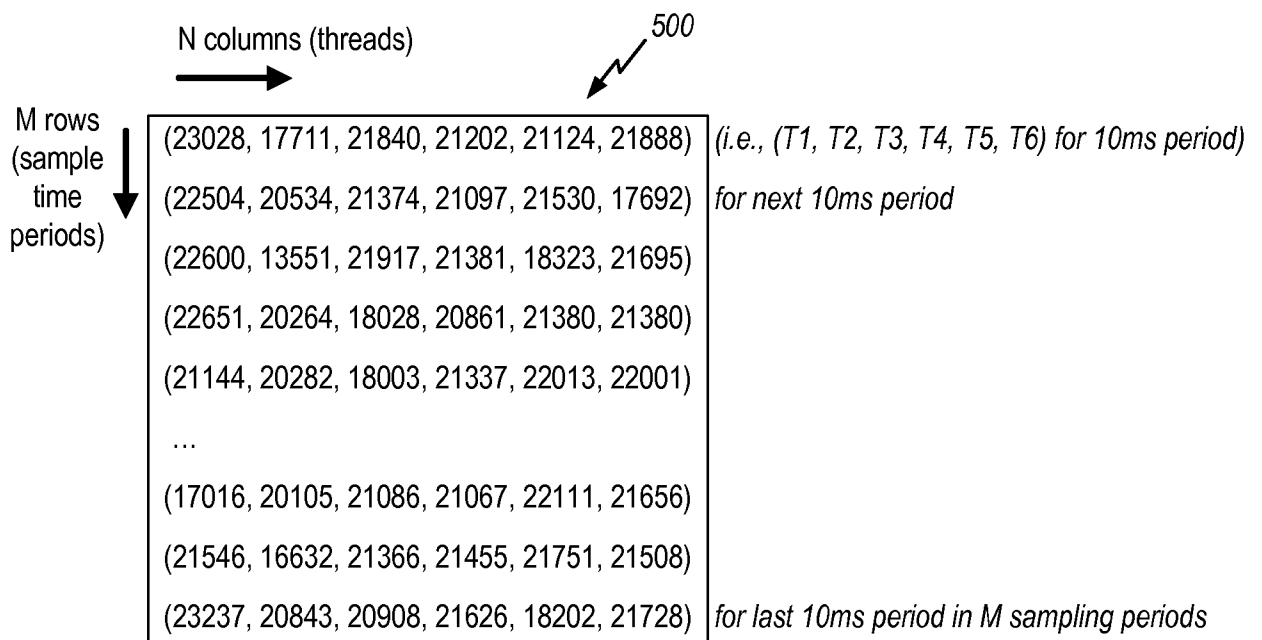 500
N columns (threads)
M rows
(sample
time
periods)
(23028, 17711, 21840, 21202, 21124, 21888) (i.e., (T1, T2, T3, T4, T5, T6) for 10ms period)
(22504, 20534, 21374, 21097, 21530, 17692) for next 10ms period
(22600, 13551, 21917, 21381, 18323, 21695)
(22651, 20264, 18028, 20861, 21380, 21380)
(21144, 20282, 18003, 21337, 22013, 22001)
...
(17016, 20105, 21086, 21067, 22111, 21656)
(21546, 16632, 21366, 21455, 21751, 21508)
(23237, 20843, 20908, 21626, 18202, 21728) for last 10ms period in M sampling periods